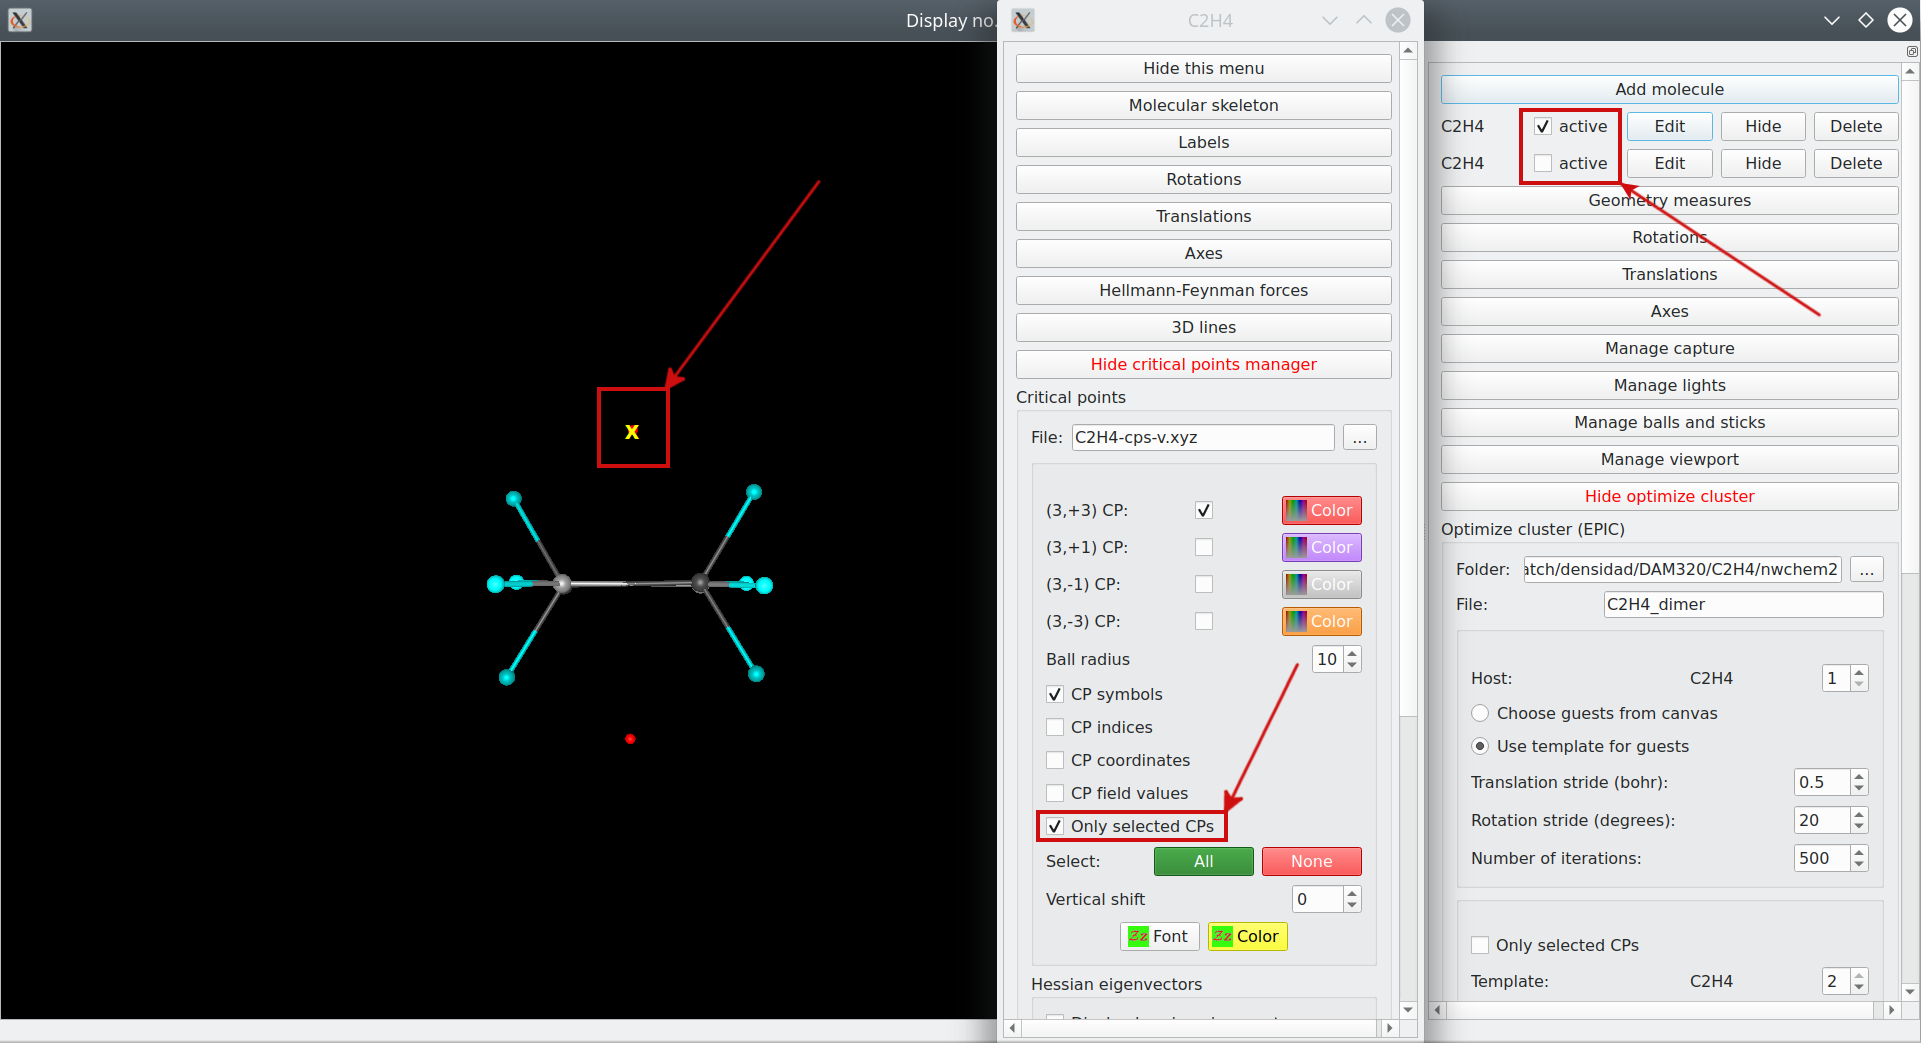 Display no.
x
C2H4
Hide this menu
Molecular skeleton
Labels
Rotations
Translations
Axes
Hellmann-Feynman forces
3D lines
Hide critical points manager
Critical points
File: C2H4-cps-v.xyz ...
(3,+3) CP: Color
(3,+1) CP: Color
(3,-1) CP: Color
(3,-3) CP: Color
Ball radius 10
CP symbols
CP indices
CP coordinates
CP field values
Only selected CPs
Select: All None
Vertical shift 0
Zz Font Zz Color
Hessian eigenvectors
Add molecule
C2H4 active Edit Hide Delete
C2H4 active Edit Hide Delete
Geometry measures
Rotations
Translations
Axes
Manage capture
Manage lights
Manage balls and sticks
Manage viewport
Hide optimize cluster
Optimize cluster (EPIC)
Folder: atch/densidad/DAM320/C2H4/nwchem2 ...
File: C2H4_dimer
Host: C2H4 1
Choose guests from canvas
Use template for guests
Translation stride (bohr): 0.5
Rotation stride (degrees): 20
Number of iterations: 500
Only selected CPs
Template: C2H4 2